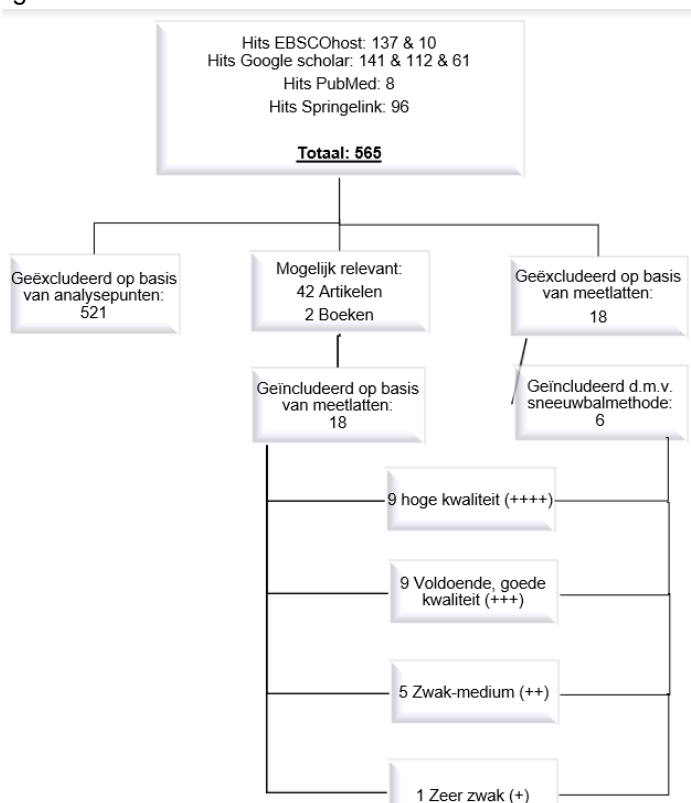 Hits EBSCOhost: 137 & 10
Hits Google scholar: 141 & 112 & 61
Hits PubMed: 8
Hits Springelink: 96
Totaal: 565
Geëxcludeerd op basis
van analysepunten:
521
Mogelijk relevant:
42 Artikelen
2 Boeken
Geëxcludeerd op basis
van meetlatten:
18
Geïncludeerd op basis
van meetlatten:
18
Geïncludeerd d.m.v.
sneeuwbalmethode:
6
9 hoge kwaliteit (++++)
9 Voldoende, goede
kwaliteit (+++)
5 Zwak-medium (++)
1 Zeer zwak (+)